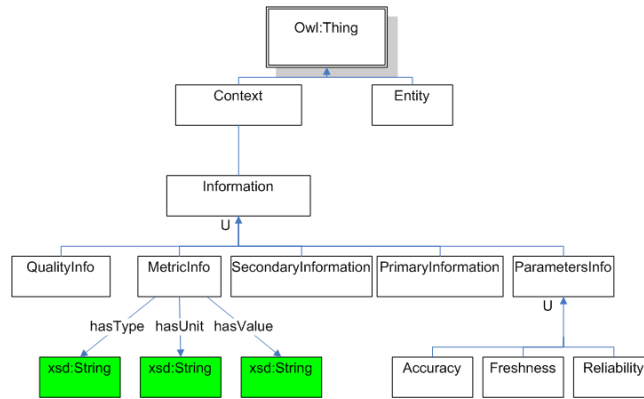 Owl:Thing
Context
Entity
Information
U
QualityInfo
MetricInfo
SecondaryInformation
PrimaryInformation
ParametersInfo
U
hasType
hasUnit
hasValue
xsd:String
xsd:String
xsd:String
Accuracy
Freshness
Reliability